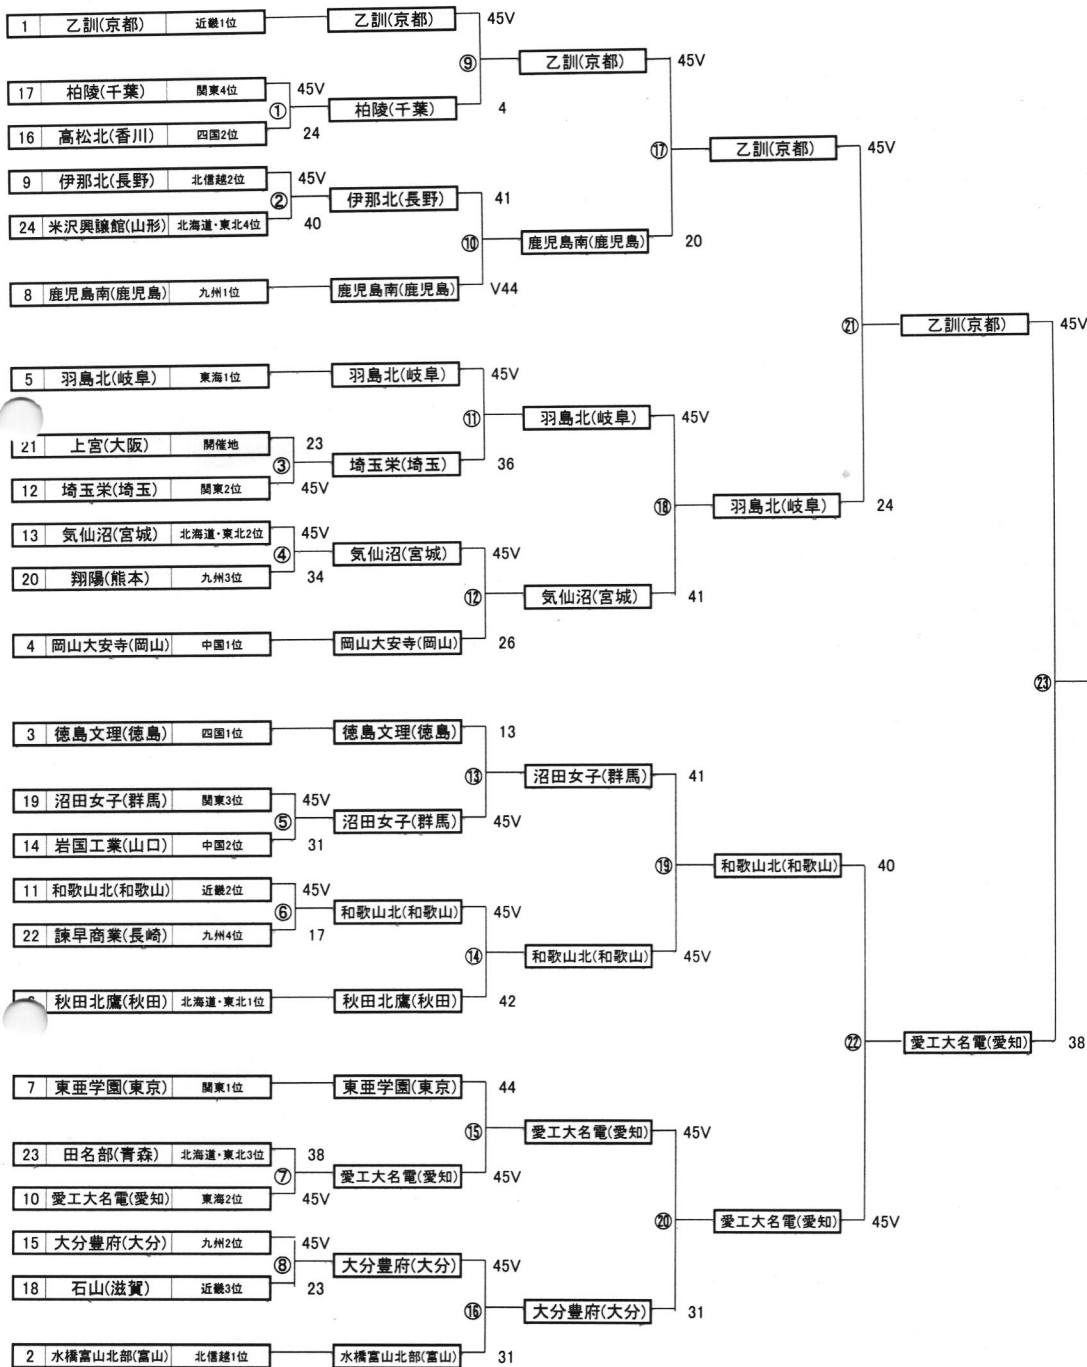 1 乙訓(京都) 近畿1位 乙訓(京都) 45V
⑨ 乙訓(京都) 45V
17 柏陵(千葉) 関東4位 45V
① 柏陵(千葉) 4
16 高松北(香川) 四国2位 24
⑰ 乙訓(京都) 45V
9 伊那北(長野) 北信越2位 45V
② 伊那北(長野) 41
24 米沢興譲館(山形) 北海道・東北4位 40
⑩ 鹿児島南(鹿児島) 20
8 鹿児島南(鹿児島) 九州1位 鹿児島南(鹿児島) V44
㉑ 乙訓(京都) 45V
5 羽島北(岐阜) 東海1位 羽島北(岐阜) 45V
⑪ 羽島北(岐阜) 45V
21 上宮(大阪) 開催地 23
③ 埼玉栄(埼玉) 36
12 埼玉栄(埼玉) 関東2位 45V
⑱ 羽島北(岐阜) 24
13 気仙沼(宮城) 北海道・東北2位 45V
④ 気仙沼(宮城) 45V
20 翔陽(熊本) 九州3位 34
⑫ 気仙沼(宮城) 41
4 岡山大安寺(岡山) 中国1位 岡山大安寺(岡山) 26
㉓
3 徳島文理(徳島) 四国1位 徳島文理(徳島) 13
⑬ 沼田女子(群馬) 41
19 沼田女子(群馬) 関東3位 45V
⑤ 沼田女子(群馬) 45V
14 岩国工業(山口) 中国2位 31
⑲ 和歌山北(和歌山) 40
11 和歌山北(和歌山) 近畿2位 45V
⑥ 和歌山北(和歌山) 45V
22 諫早商業(長崎) 九州4位 17
⑭ 和歌山北(和歌山) 45V
秋田北鷹(秋田) 北海道・東北1位 秋田北鷹(秋田) 42
㉒ 愛工大名電(愛知) 38
7 東亜学園(東京) 関東1位 東亜学園(東京) 44
⑮ 愛工大名電(愛知) 45V
23 田名部(青森) 北海道・東北3位 38
⑦ 愛工大名電(愛知) 45V
10 愛工大名電(愛知) 東海2位 45V
⑳ 愛工大名電(愛知) 45V
15 大分豊府(大分) 九州2位 45V
⑧ 大分豊府(大分) 45V
18 石山(滋賀) 近畿3位 23
⑯ 大分豊府(大分) 31
2 水橋富山北部(富山) 北信越1位 水橋富山北部(富山) 31